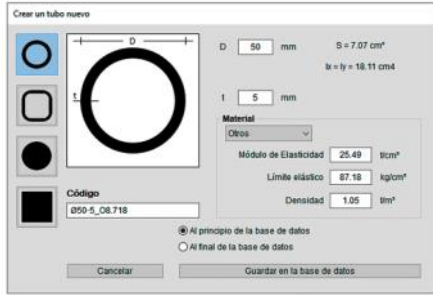 Crear un tubo nuevo
D
t
D 50 mm
S = 7.07 cm²
Ix = Iy = 18.11 cm4
t 5 mm
Material
Otros
Módulo de Elasticidad 25.49 t/cm²
Límite elástico 87.18 kg/cm²
Densidad 1.05 t/m³
Código
Ø50-5_O8.718
Al principio de la base de datos
Al final de la base de datos
Cancelar
Guardar en la base de datos